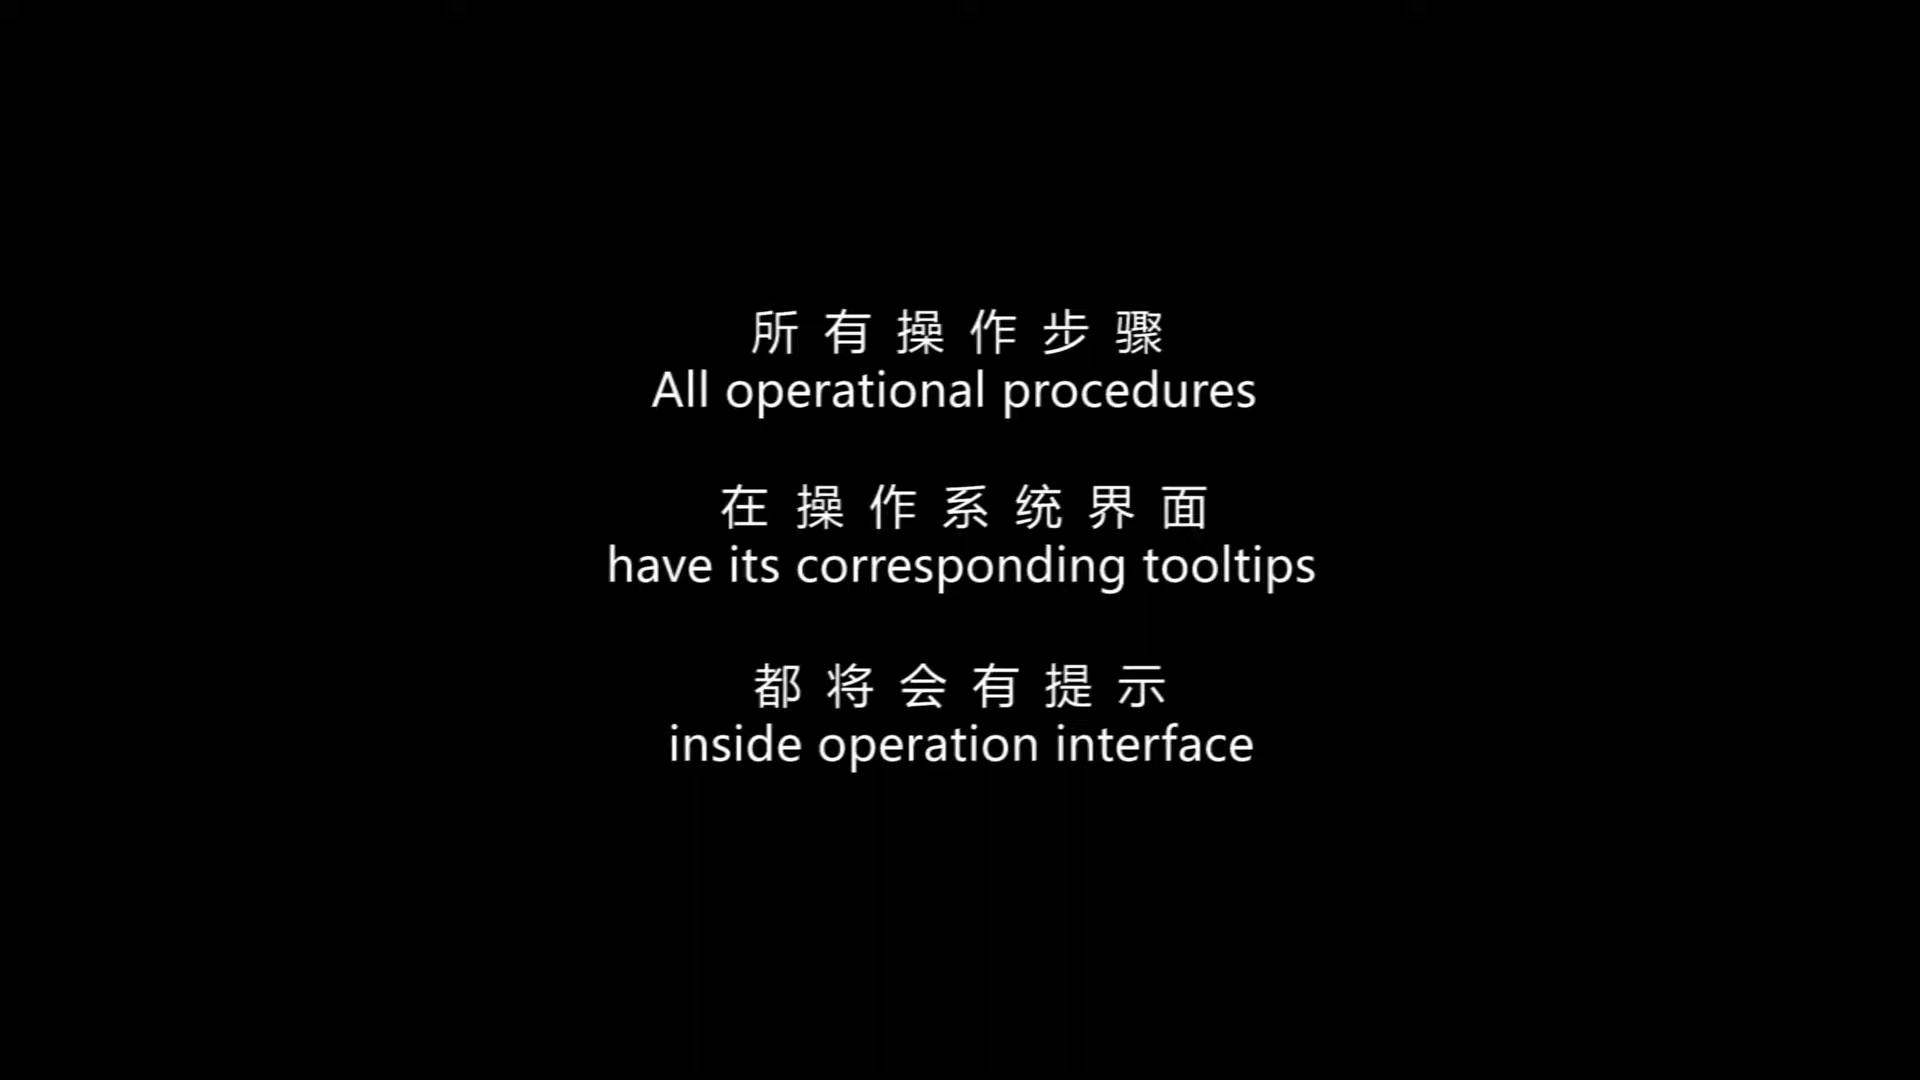 所有操作步骤
All operational procedures
在操作系统界面
have its corresponding tooltips
都将会有提示
inside operation interface